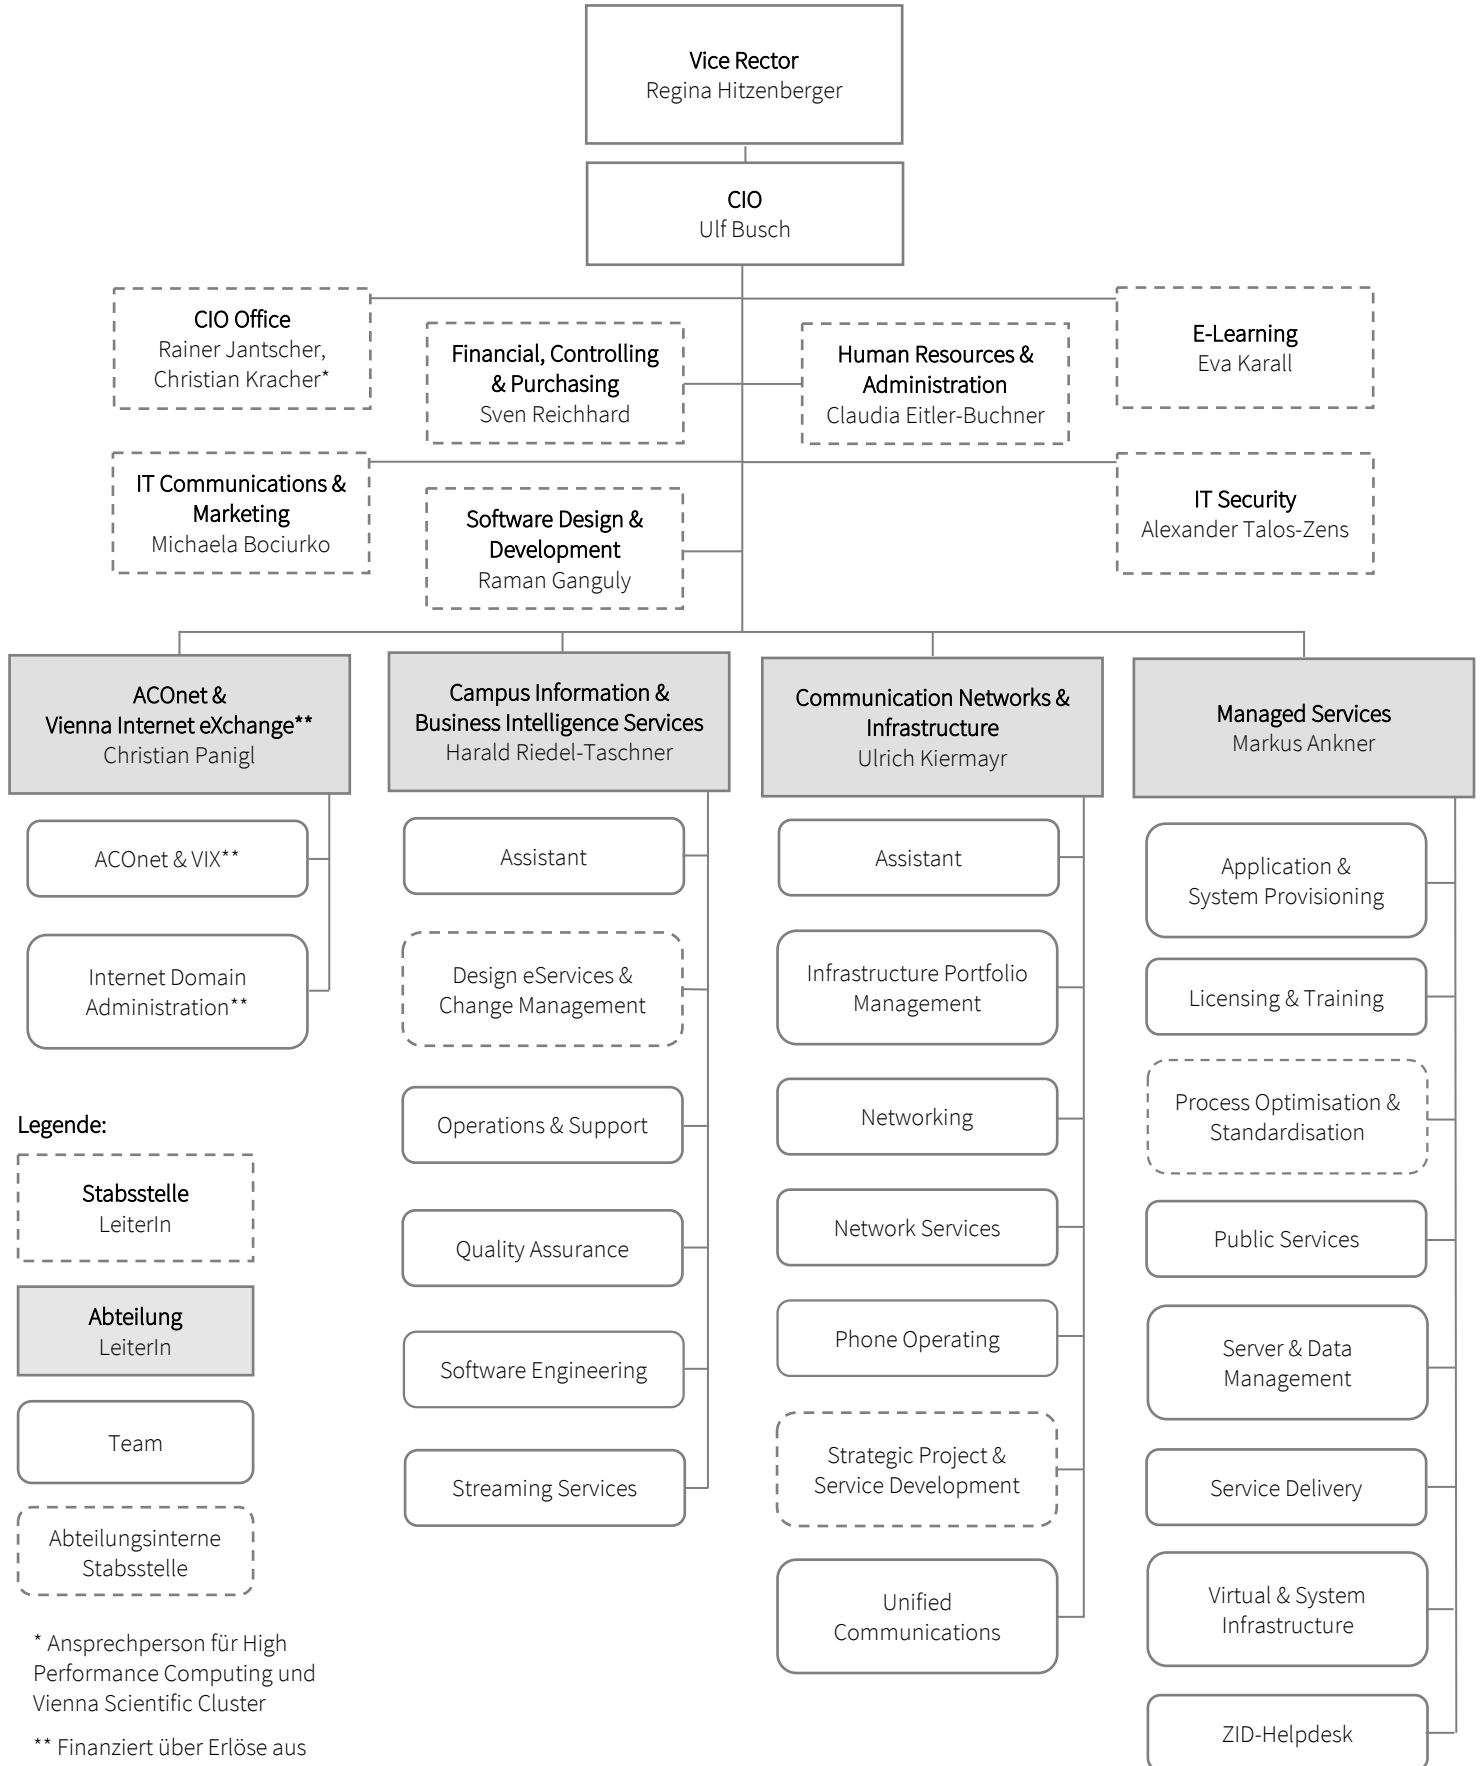 Vice Rector
Regina Hitzenberger
CIO
Ulf Busch
CIO Office
Rainer Jantscher,
Christian Kracher*
Financial, Controlling
& Purchasing
Sven Reichhard
Human Resources &
Administration
Claudia Eitler-Buchner
E-Learning
Eva Karall
IT Communications &
Marketing
Michaela Bociurko
Software Design &
Development
Raman Ganguly
IT Security
Alexander Talos-Zens
ACOnet &
Vienna Internet eXchange**
Christian Panigl
ACOnet & VIX**
Internet Domain
Administration**
Campus Information &
Business Intelligence Services
Harald Riedel-Taschner
Assistant
Design eServices &
Change Management
Operations & Support
Quality Assurance
Software Engineering
Streaming Services
Communication Networks &
Infrastructure
Ulrich Kiermayr
Assistant
Infrastructure Portfolio
Management
Networking
Network Services
Phone Operating
Strategic Project &
Service Development
Unified
Communications
Managed Services
Markus Ankner
Application &
System Provisioning
Licensing & Training
Process Optimisation &
Standardisation
Public Services
Server & Data
Management
Service Delivery
Virtual & System
Infrastructure
ZID-Helpdesk
Legende:
Stabsstelle
LeiterIn
Abteilung
LeiterIn
Team
Abteilungsinterne
Stabsstelle
* Ansprechperson für High
Performance Computing und
Vienna Scientific Cluster
** Finanziert über Erlöse aus